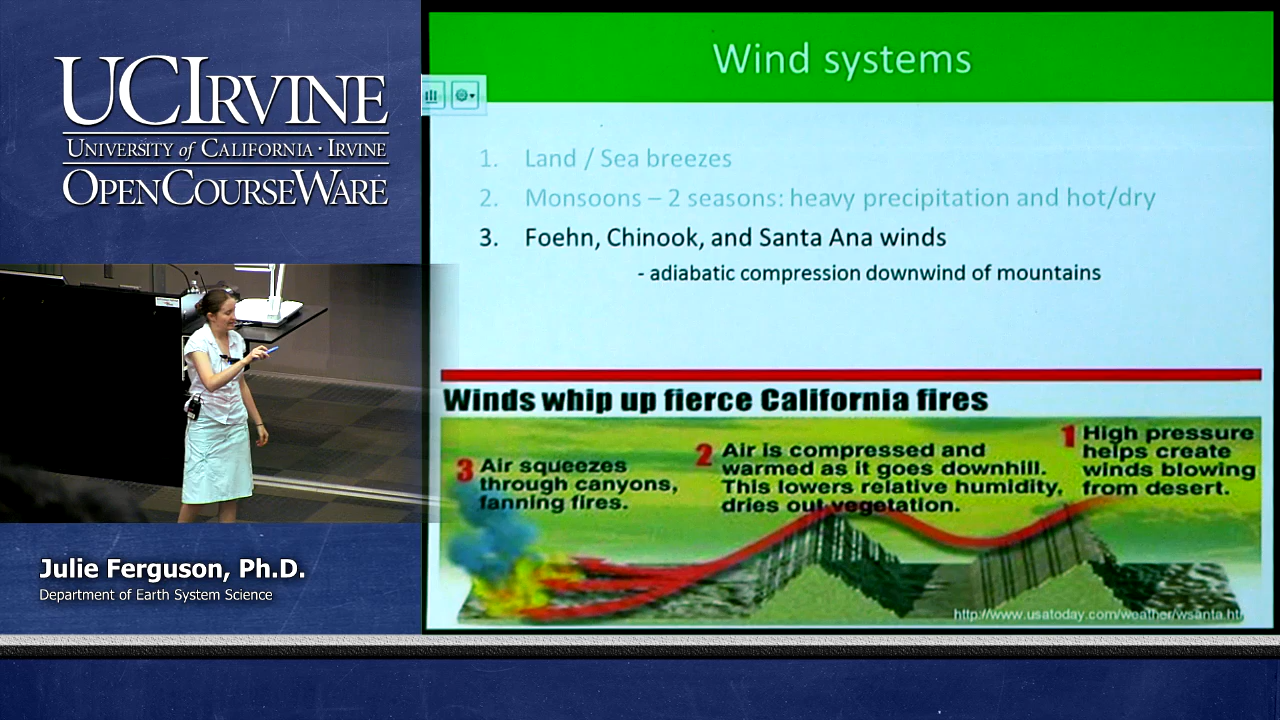 UCIRVINE
UNIVERSITY of CALIFORNIA · IRVINE
OPENCOURSEWARE
Julie Ferguson, Ph.D.
Department of Earth System Science
Wind systems
1. Land / Sea breezes
2. Monsoons – 2 seasons: heavy precipitation and hot/dry
3. Foehn, Chinook, and Santa Ana winds
- adiabatic compression downwind of mountains
Winds whip up fierce California fires
3 Air squeezes
through canyons,
fanning fires.
2 Air is compressed and
warmed as it goes downhill.
This lowers relative humidity,
dries out vegetation.
1 High pressure
helps create
winds blowing
from desert.
http://www.usatoday.com/weather/wsanta.ht